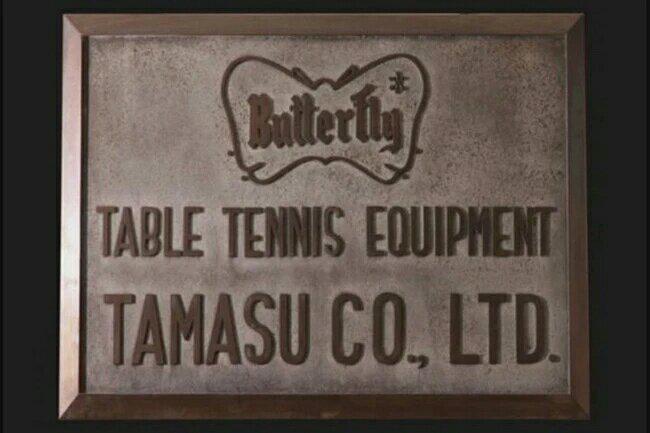 Butterfly*
TABLE TENNIS EQUIPMENT
TAMASU CO., LTD.